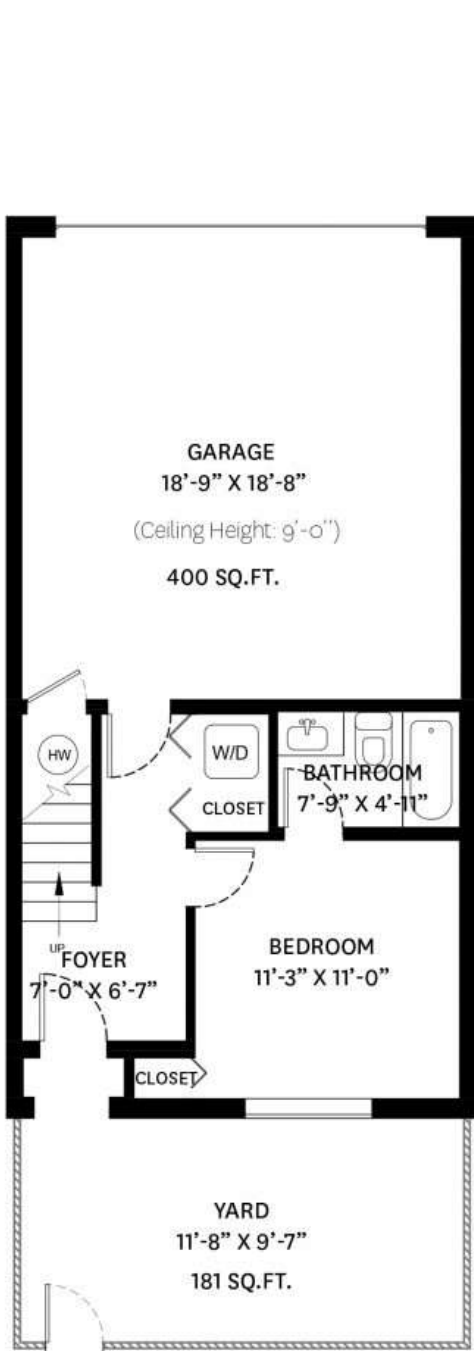 GARAGE
18'-9" X 18'-8"
(Ceiling Height: 9'-0'')
400 SQ.FT.
HW
W/D
CLOSET
BATHROOM
7'-9" X 4'-11"
UP
FOYER
7'-0" X 6'-7"
BEDROOM
11'-3" X 11'-0"
CLOSET
YARD
11'-8" X 9'-7"
181 SQ.FT.